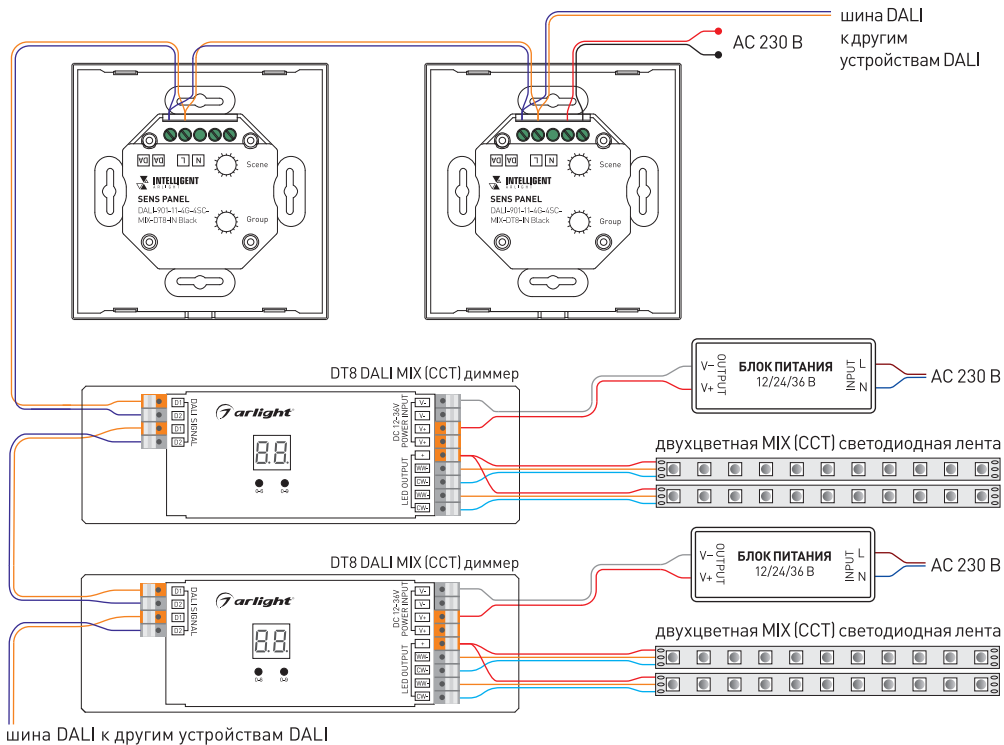 шина DALI
к другим
устройствам DALI
AC 230 В
DA DA L N
Scene
INTELLIGENT
ARLIGHT
SENS PANEL
DALI-901-11-4G-4SC-
MIX-DT8-IN Black
Group
DA DA L N
Scene
INTELLIGENT
ARLIGHT
SENS PANEL
DALI-901-11-4G-4SC-
MIX-DT8-IN Black
Group
DT8 DALI MIX (CCT) диммер
D1
D2
D1
D2
DALI SIGNAL
arlight
88
DC 12-36V
POWER INPUT
LED OUTPUT
V-
V-
V+
V+
+
WW-
CW-
WW-
CW-
V-
V+
OUTPUT
БЛОК ПИТАНИЯ
12/24/36 В
INPUT
L
N
AC 230 В
двухцветная MIX (CCT) светодиодная лента
DT8 DALI MIX (CCT) диммер
D1
D2
D1
D2
DALI SIGNAL
arlight
88
DC 12-36V
POWER INPUT
LED OUTPUT
V-
V-
V+
V+
+
WW-
CW-
WW-
CW-
V-
V+
OUTPUT
БЛОК ПИТАНИЯ
12/24/36 В
INPUT
L
N
AC 230 В
двухцветная MIX (CCT) светодиодная лента
шина DALI к другим устройствам DALI